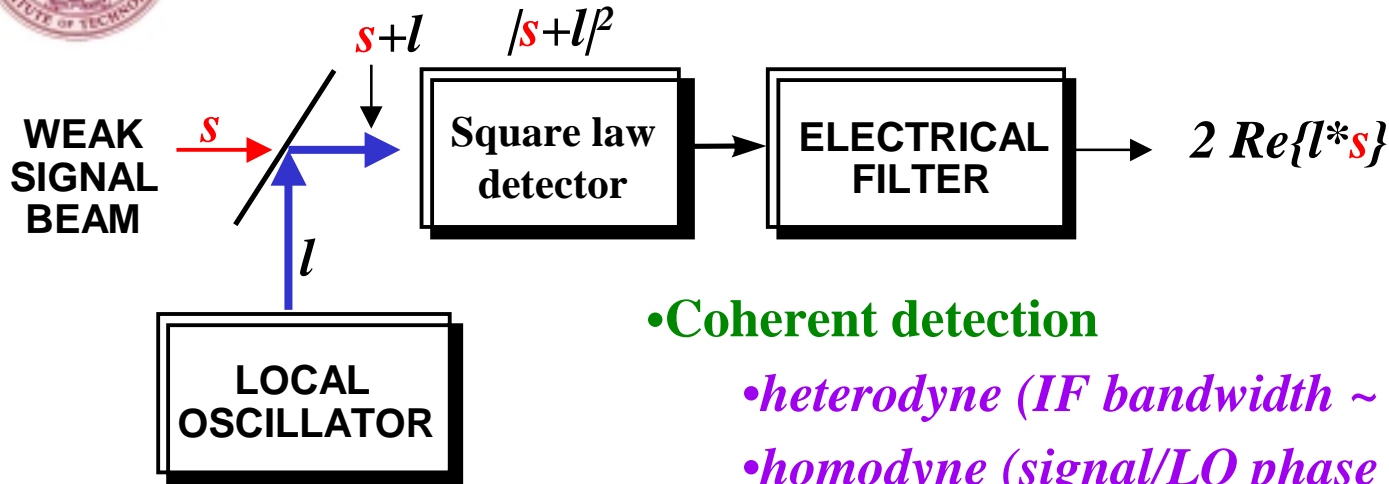 s+l
|s+l|²
WEAK
SIGNAL
BEAM
s
Square law
detector
ELECTRICAL
FILTER
2 Re{l*s}
l
LOCAL
OSCILLATOR
•Coherent detection
•heterodyne (IF bandwidth ~
•homodyne (signal/LO phase